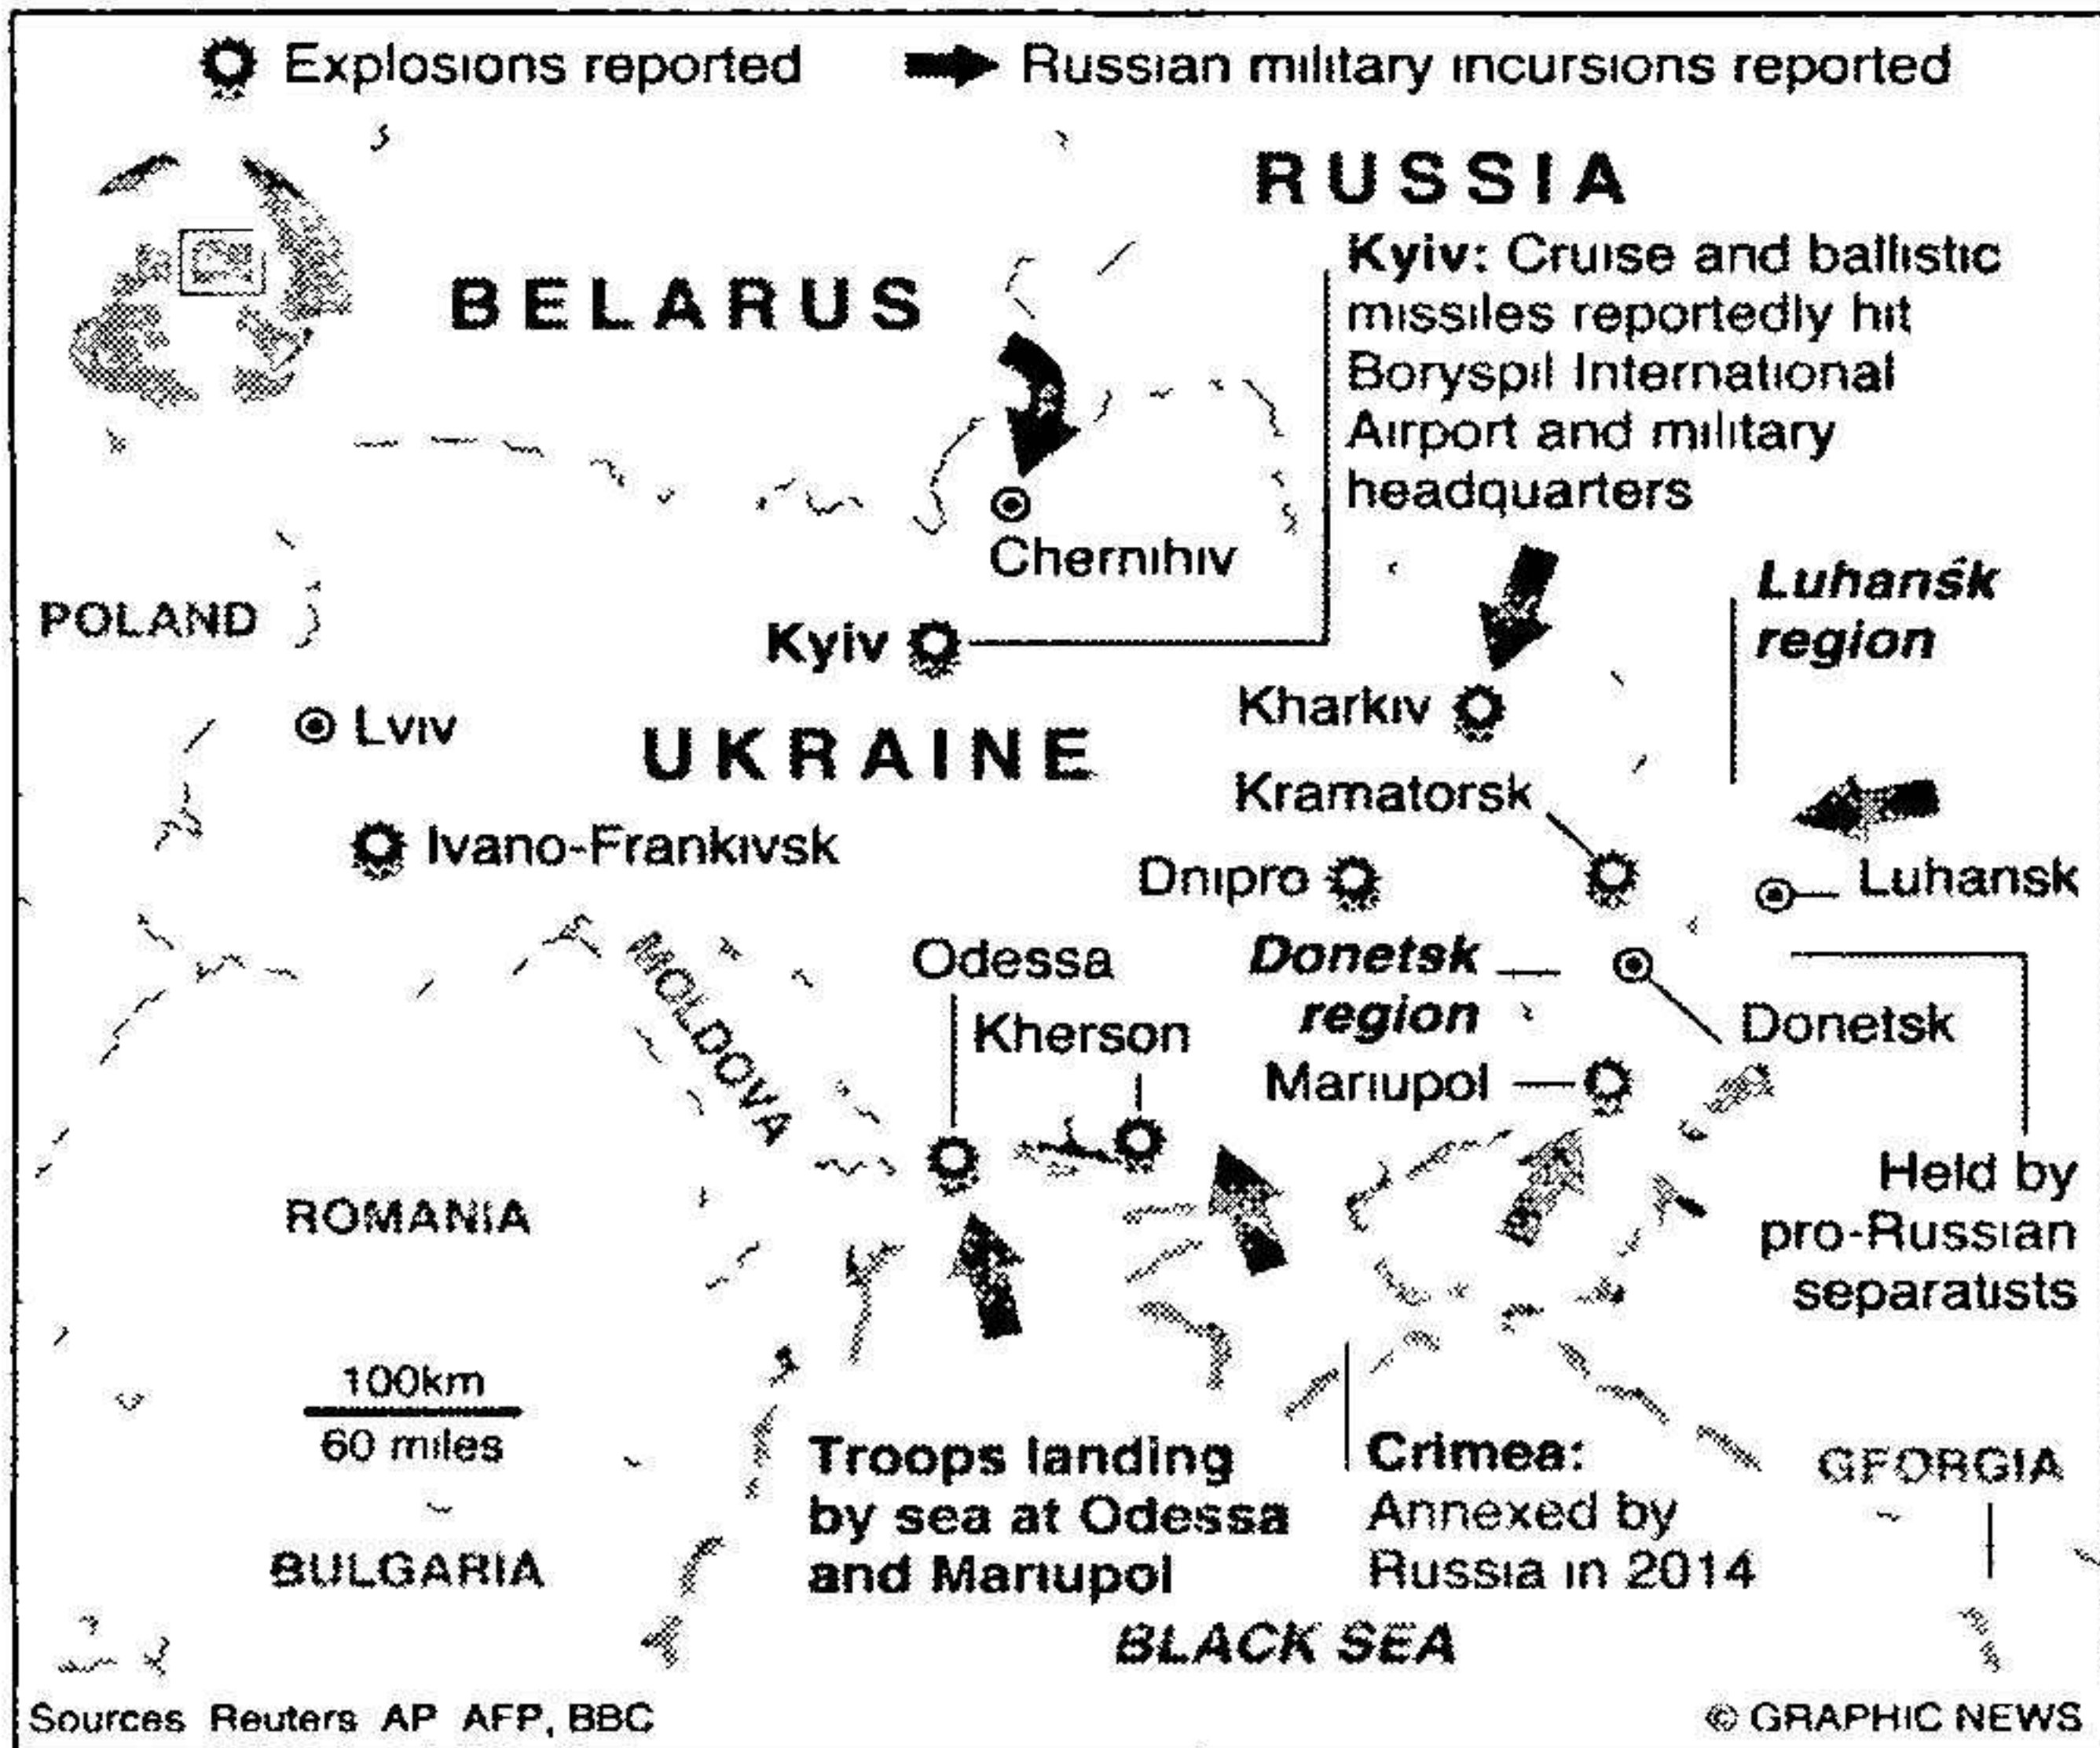 Explosions reported
Russian military incursions reported
RUSSIA
BELARUS
Kyiv: Cruise and ballistic
missiles reportedly hit
Boryspil International
Airport and military
headquarters
Chernihiv
Luhansk
region
POLAND
Kyiv
Lviv
Kharkiv
UKRAINE
Kramatorsk
Ivano-Frankivsk
Dnipro
Luhansk
MOLDOVA
Odessa
Donetsk
region
Kherson
Donetsk
Mariupol
Held by
pro-Russian
separatists
ROMANIA
100km
60 miles
Troops landing
by sea at Odessa
and Mariupol
Crimea:
Annexed by
Russia in 2014
GEORGIA
BULGARIA
BLACK SEA
Sources Reuters AP AFP, BBC
© GRAPHIC NEWS